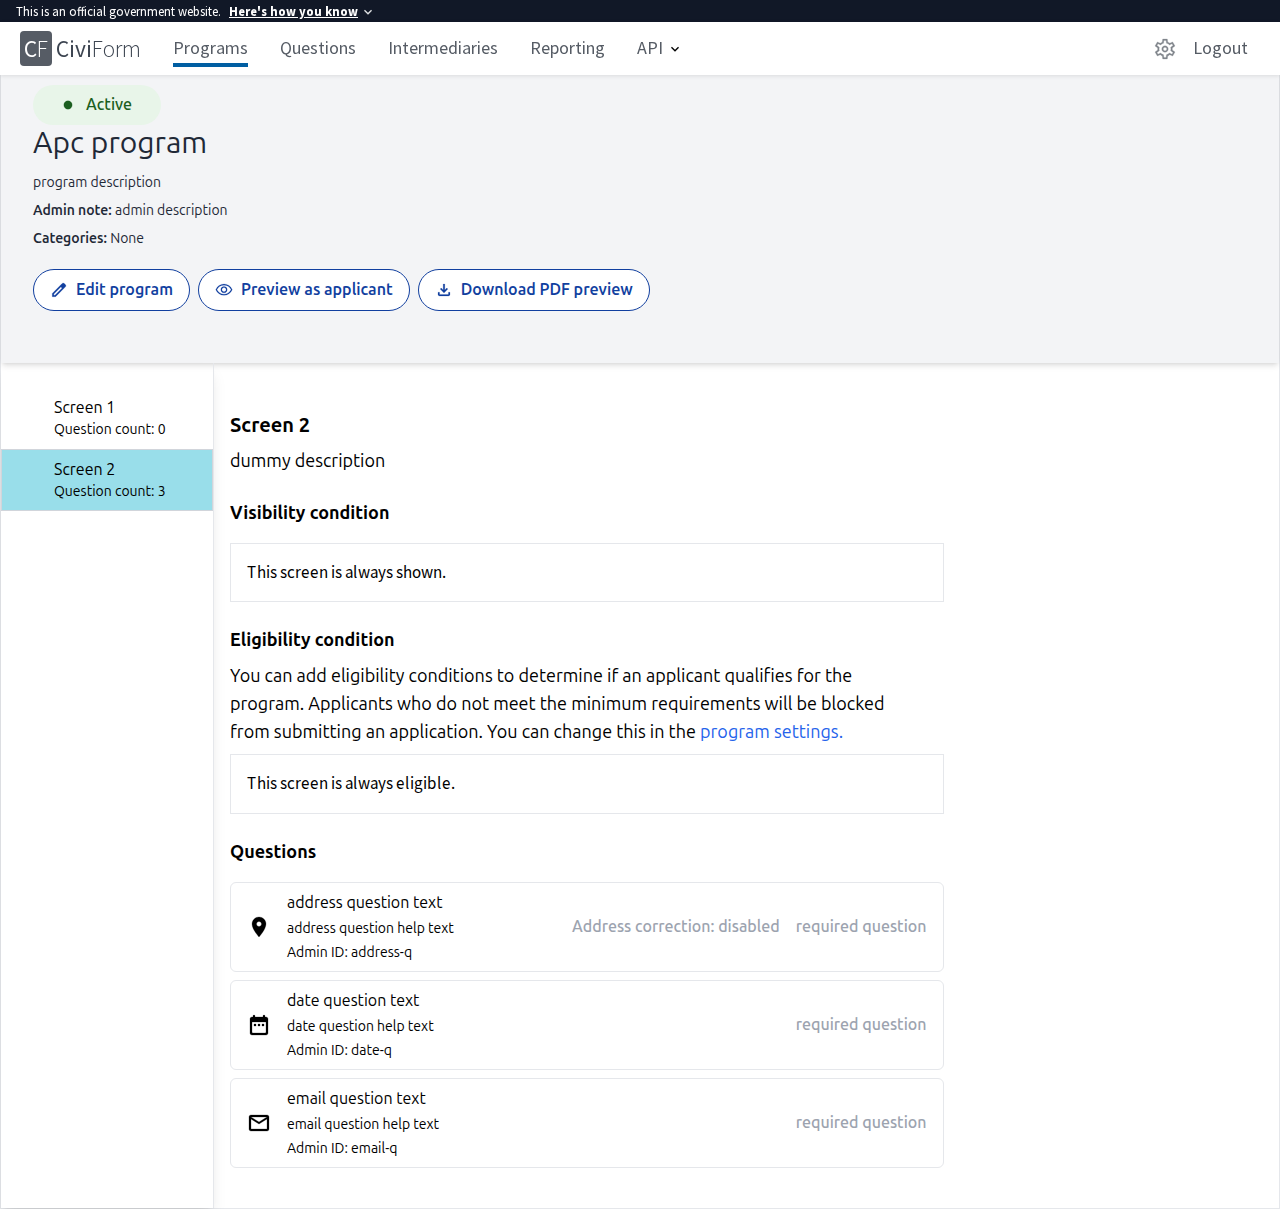 This is an official government website. Here's how you know
CF CiviForm Programs Questions Intermediaries Reporting API Logout
Active
Apc program
program description
Admin note: admin description
Categories: None
Edit program Preview as applicant Download PDF preview
Screen 1
Question count: 0
Screen 2
Question count: 3
Screen 2
dummy description
Visibility condition
This screen is always shown.
Eligibility condition
You can add eligibility conditions to determine if an applicant qualifies for the
program. Applicants who do not meet the minimum requirements will be blocked
from submitting an application. You can change this in the program settings.
This screen is always eligible.
Questions
address question text
address question help text
Admin ID: address-q
Address correction: disabled required question
date question text
date question help text
Admin ID: date-q
required question
email question text
email question help text
Admin ID: email-q
required question